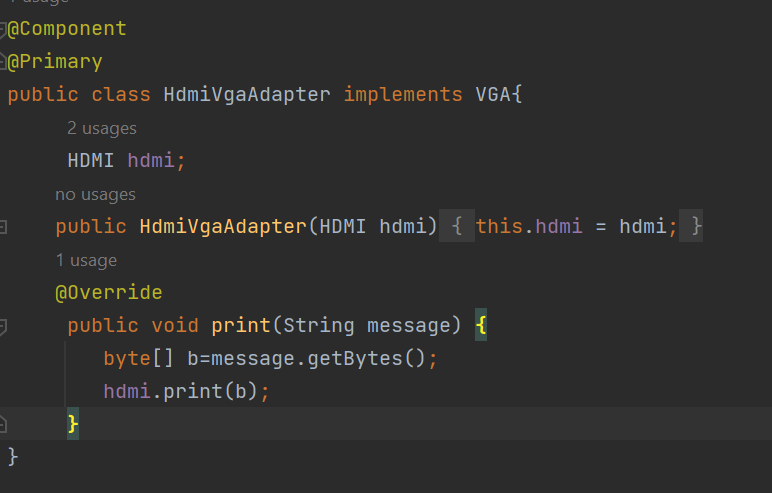 1 usage
@Component
@Primary
public class HdmiVgaAdapter implements VGA{
2 usages
HDMI hdmi;
no usages
public HdmiVgaAdapter(HDMI hdmi) { this.hdmi = hdmi; }
1 usage
@Override
public void print(String message) {
byte[] b=message.getBytes();
hdmi.print(b);
}
}